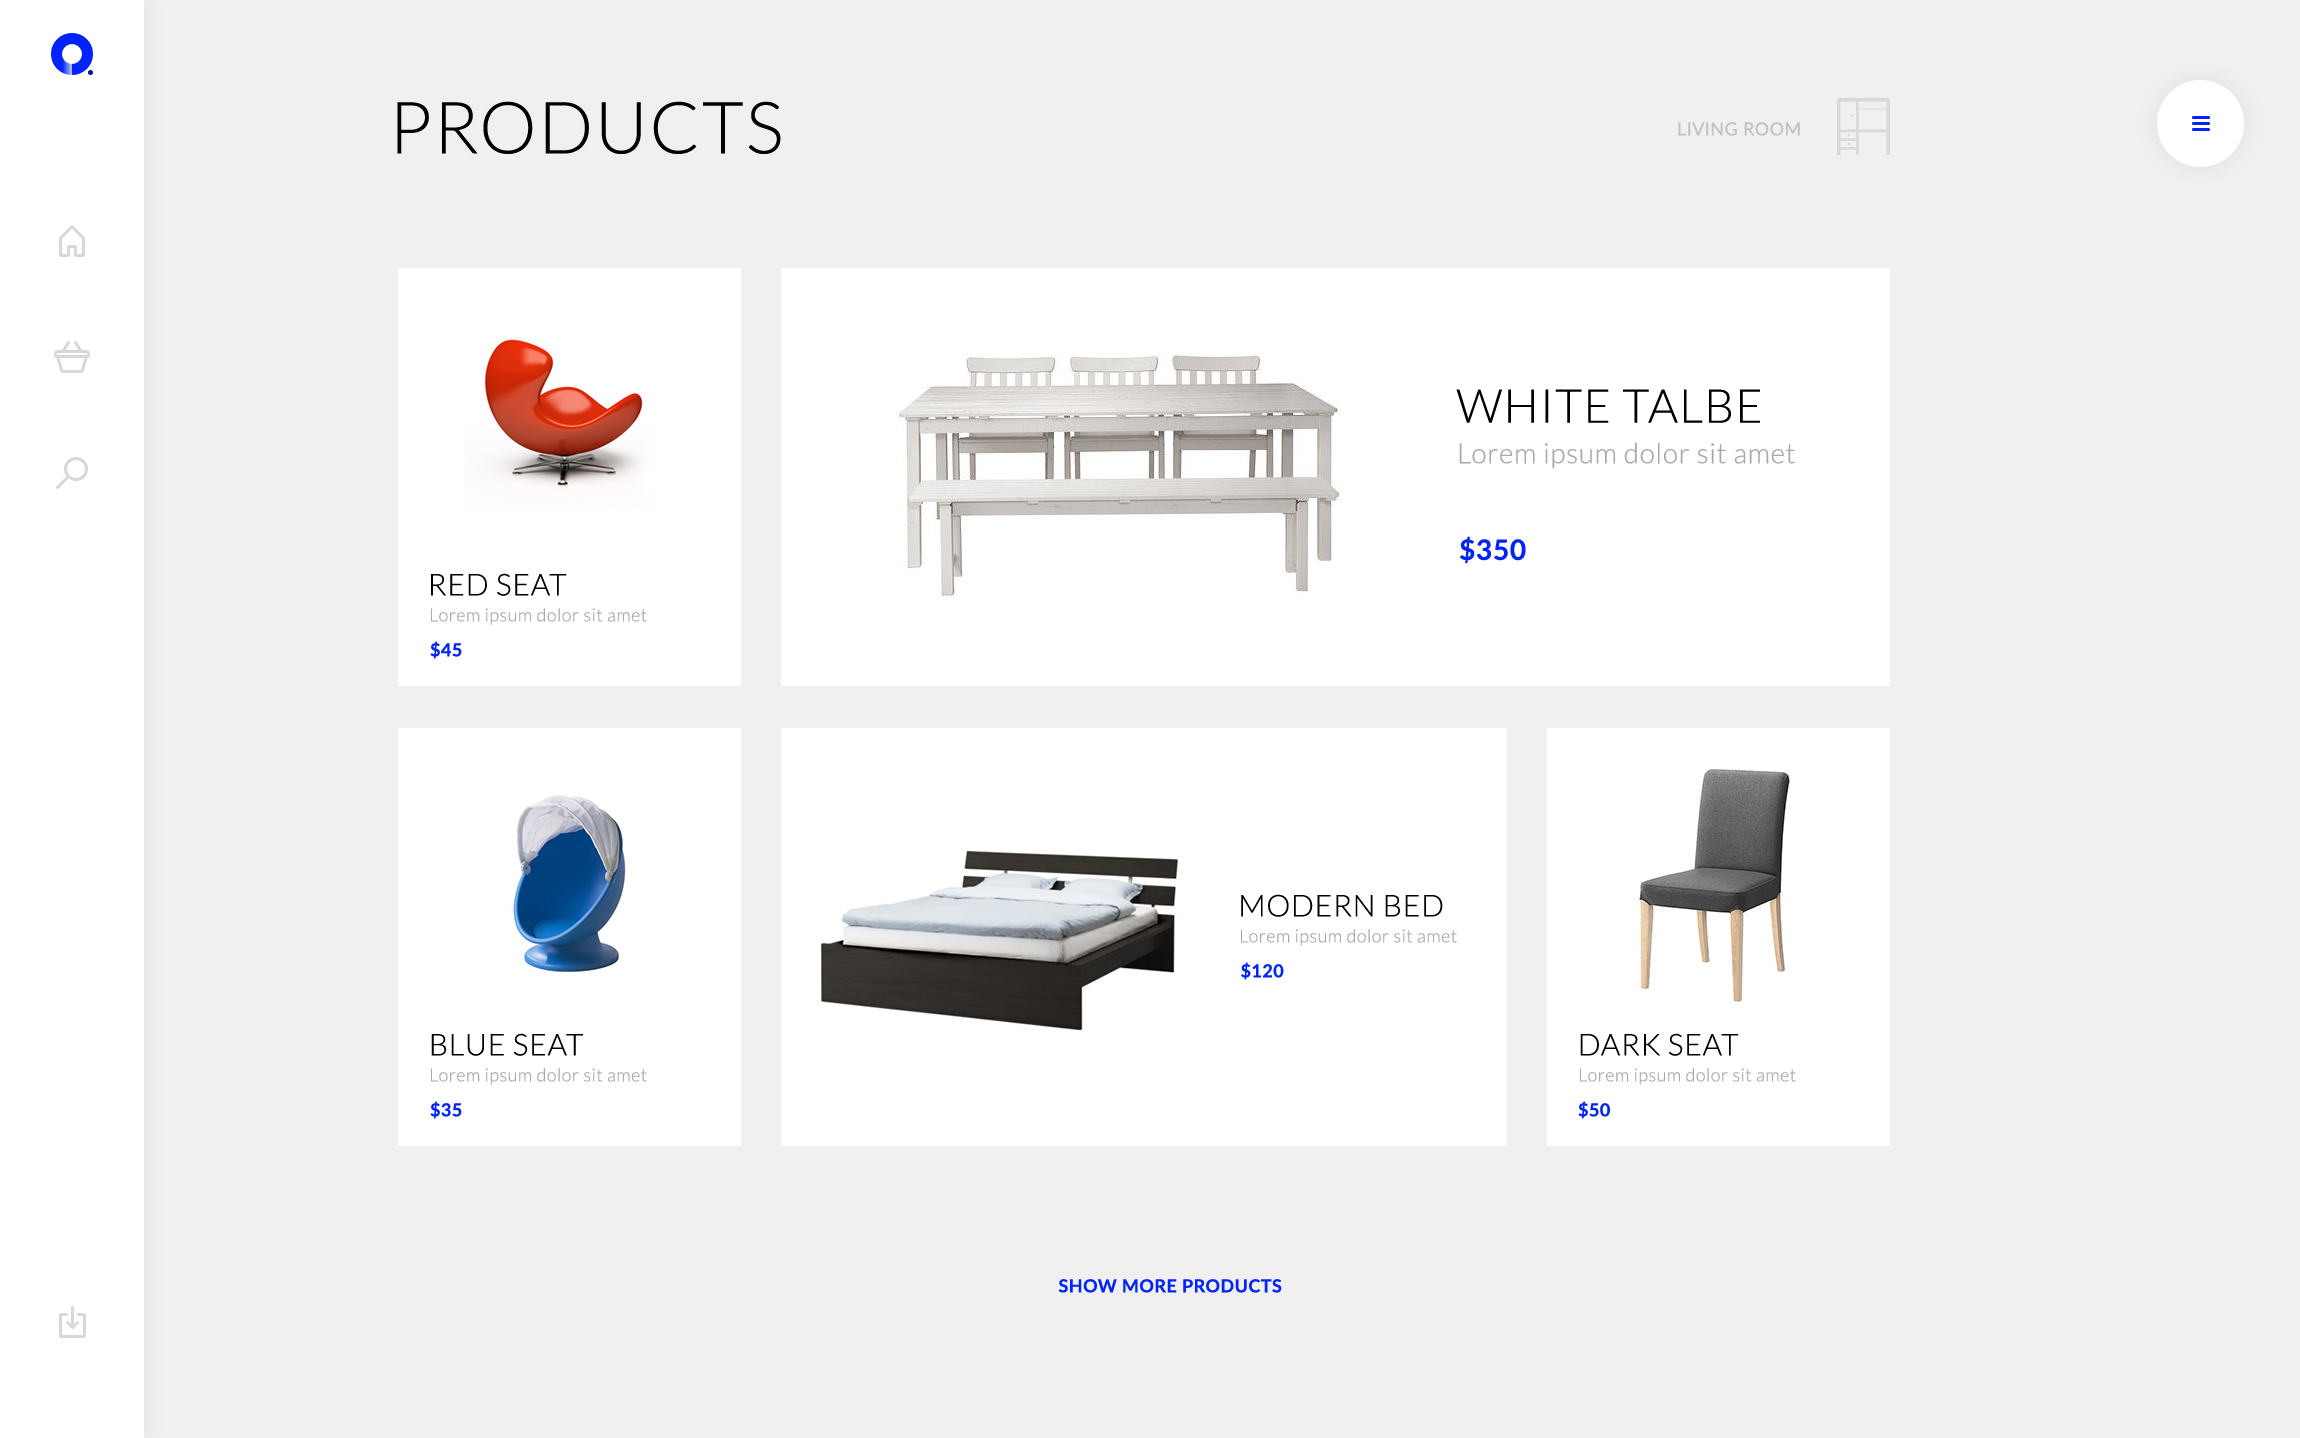 PRODUCTS
LIVING ROOM
RED SEAT
Lorem ipsum dolor sit amet
$45
WHITE TALBE
Lorem ipsum dolor sit amet
$350
BLUE SEAT
Lorem ipsum dolor sit amet
$35
MODERN BED
Lorem ipsum dolor sit amet
$120
DARK SEAT
Lorem ipsum dolor sit amet
$50
SHOW MORE PRODUCTS